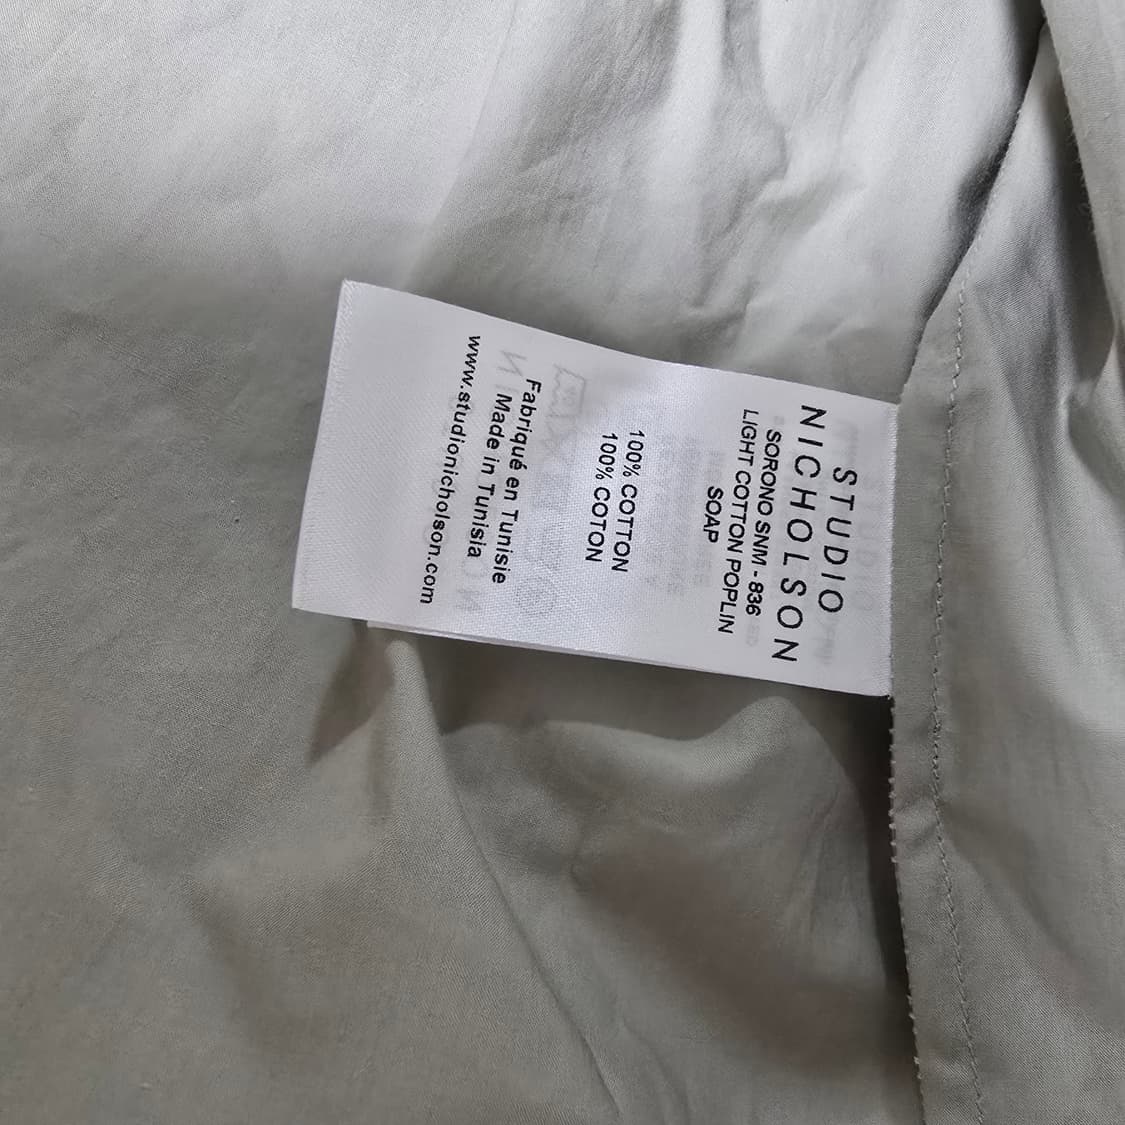 STUDIO
NICHOLSON
SORONO SNM - 836
LIGHT COTTON POPLIN
SOAP
100% COTTON
100% COTON
Fabriqué en Tunisie
Made in Tunisia
www.studionicholson.com